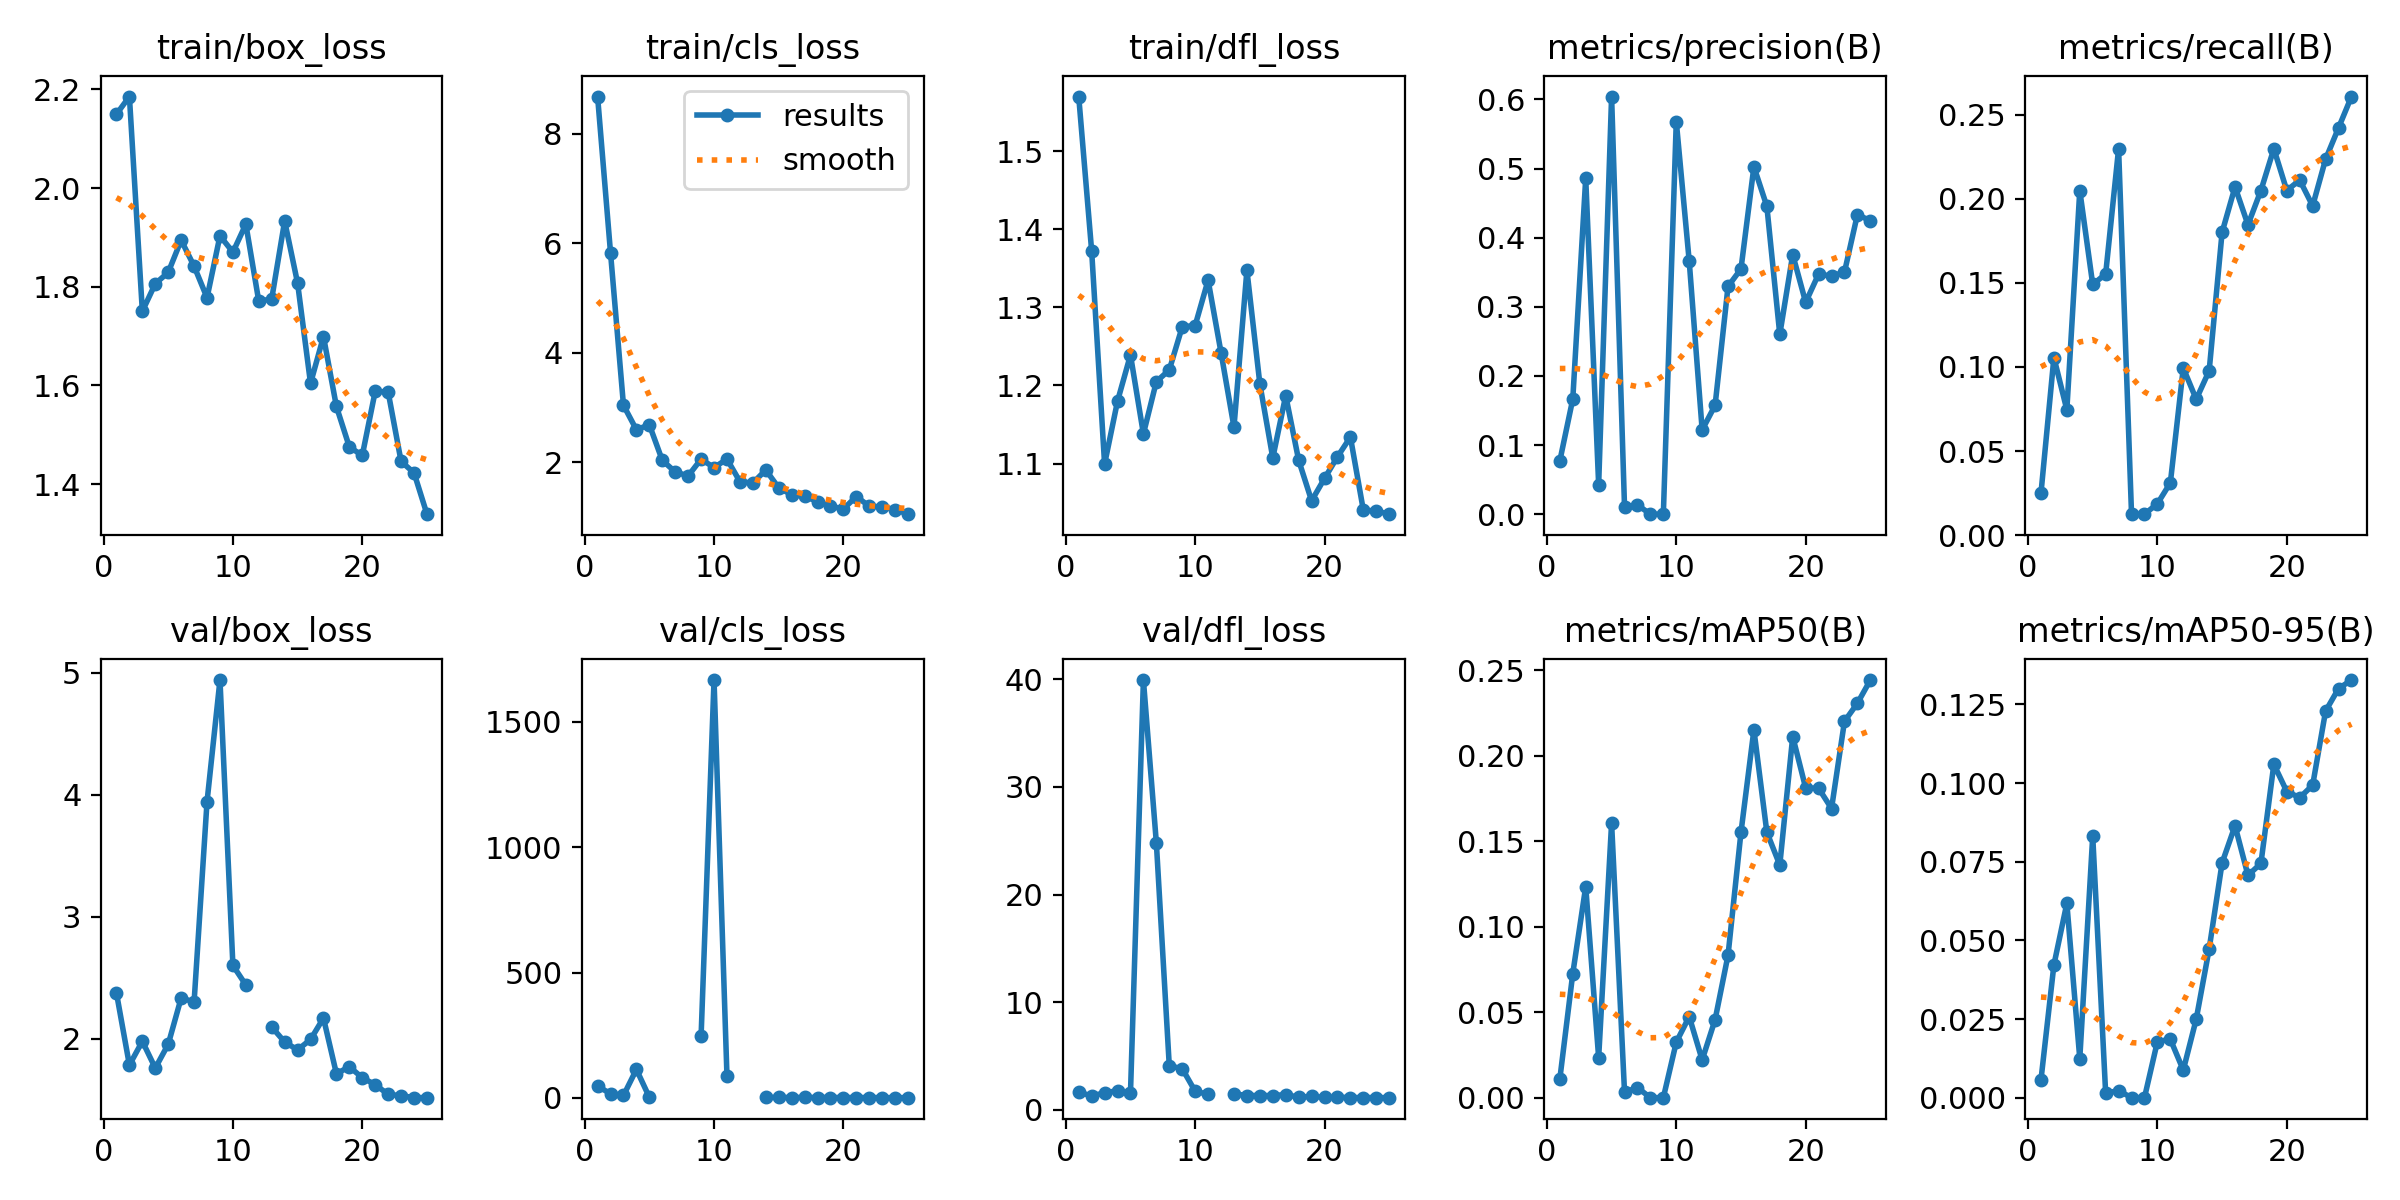 train/box_loss
train/cls_loss
train/dfl_loss
metrics/precision(B)
metrics/recall(B)
2.2
2.0
1.8
1.6
1.4
0 10 20
results
smooth
8
6
4
2
0 10 20
1.5
1.4
1.3
1.2
1.1
0 10 20
0.6
0.5
0.4
0.3
0.2
0.1
0.0
0 10 20
0.25
0.20
0.15
0.10
0.05
0.00
0 10 20
val/box_loss
val/cls_loss
val/dfl_loss
metrics/mAP50(B)
metrics/mAP50-95(B)
5
4
3
2
0 10 20
1500
1000
500
0
0 10 20
40
30
20
10
0
0 10 20
0.25
0.20
0.15
0.10
0.05
0.00
0 10 20
0.125
0.100
0.075
0.050
0.025
0.000
0 10 20